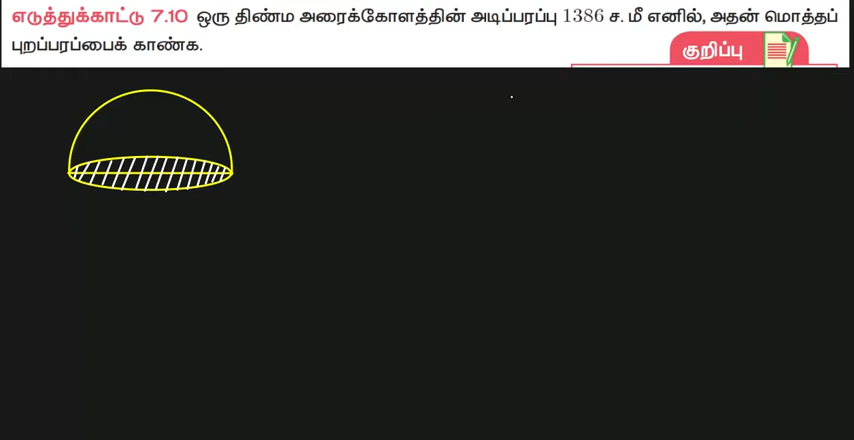 எடுத்துக்காட்டு 7.10 ஒரு திண்ம அரைக்கோளத்தின் அடிப்பரப்பு 1386 ச. மீ எனில், அதன் மொத்தப்
புறப்பரப்பைக் காண்க.
குறிப்பு